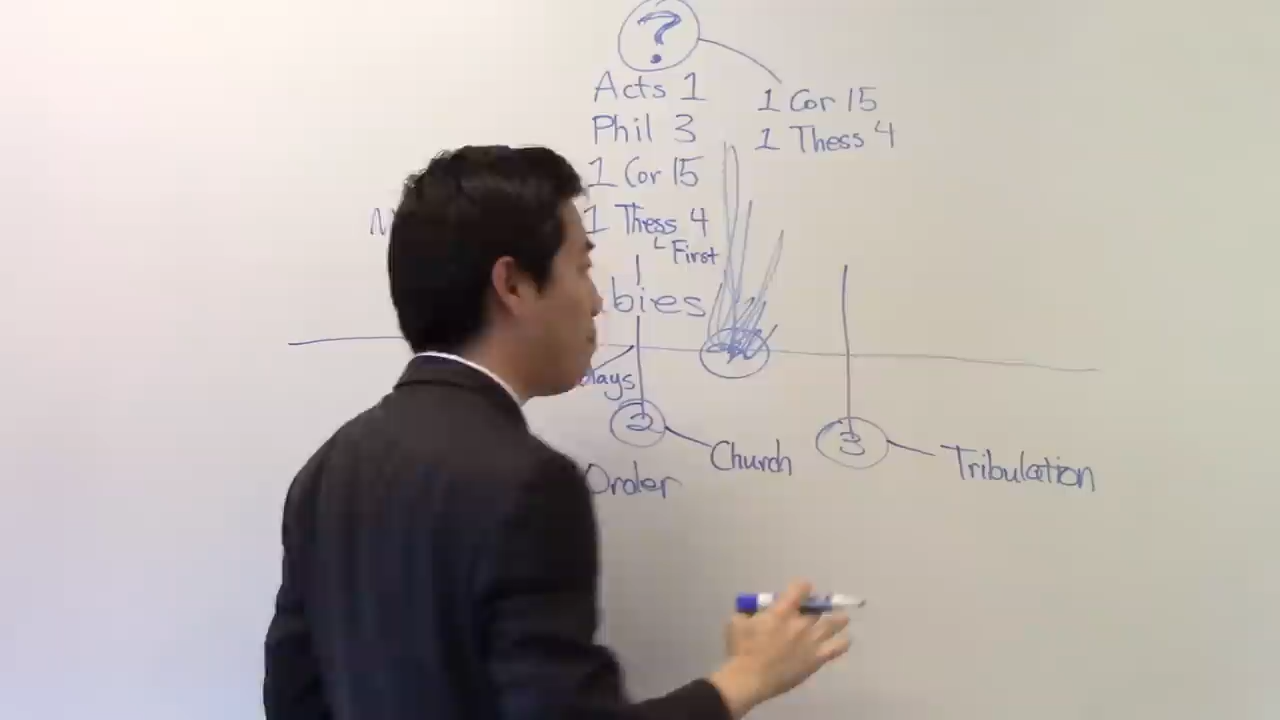 ?
Acts 1
1 Cor 15
Phil 3
1 Thess 4
1 Cor 15
1 Thess 4
First
bies
days
2
3
Church
Tribulation
Order